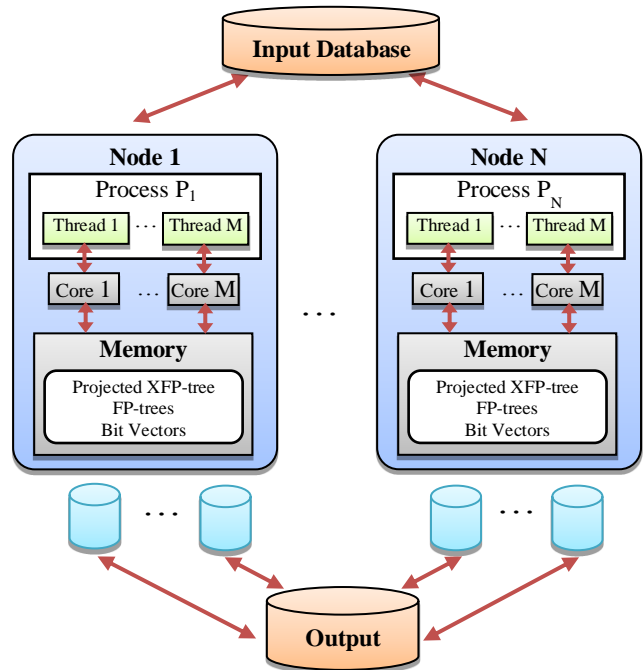 Input Database
Node 1
Process P1
Thread 1 ... Thread M
Core 1 ... Core M
Memory
Projected XFP-tree
FP-trees
Bit Vectors
...
Node N
Process PN
Thread 1 ... Thread M
Core 1 ... Core M
Memory
Projected XFP-tree
FP-trees
Bit Vectors
...
...
Output